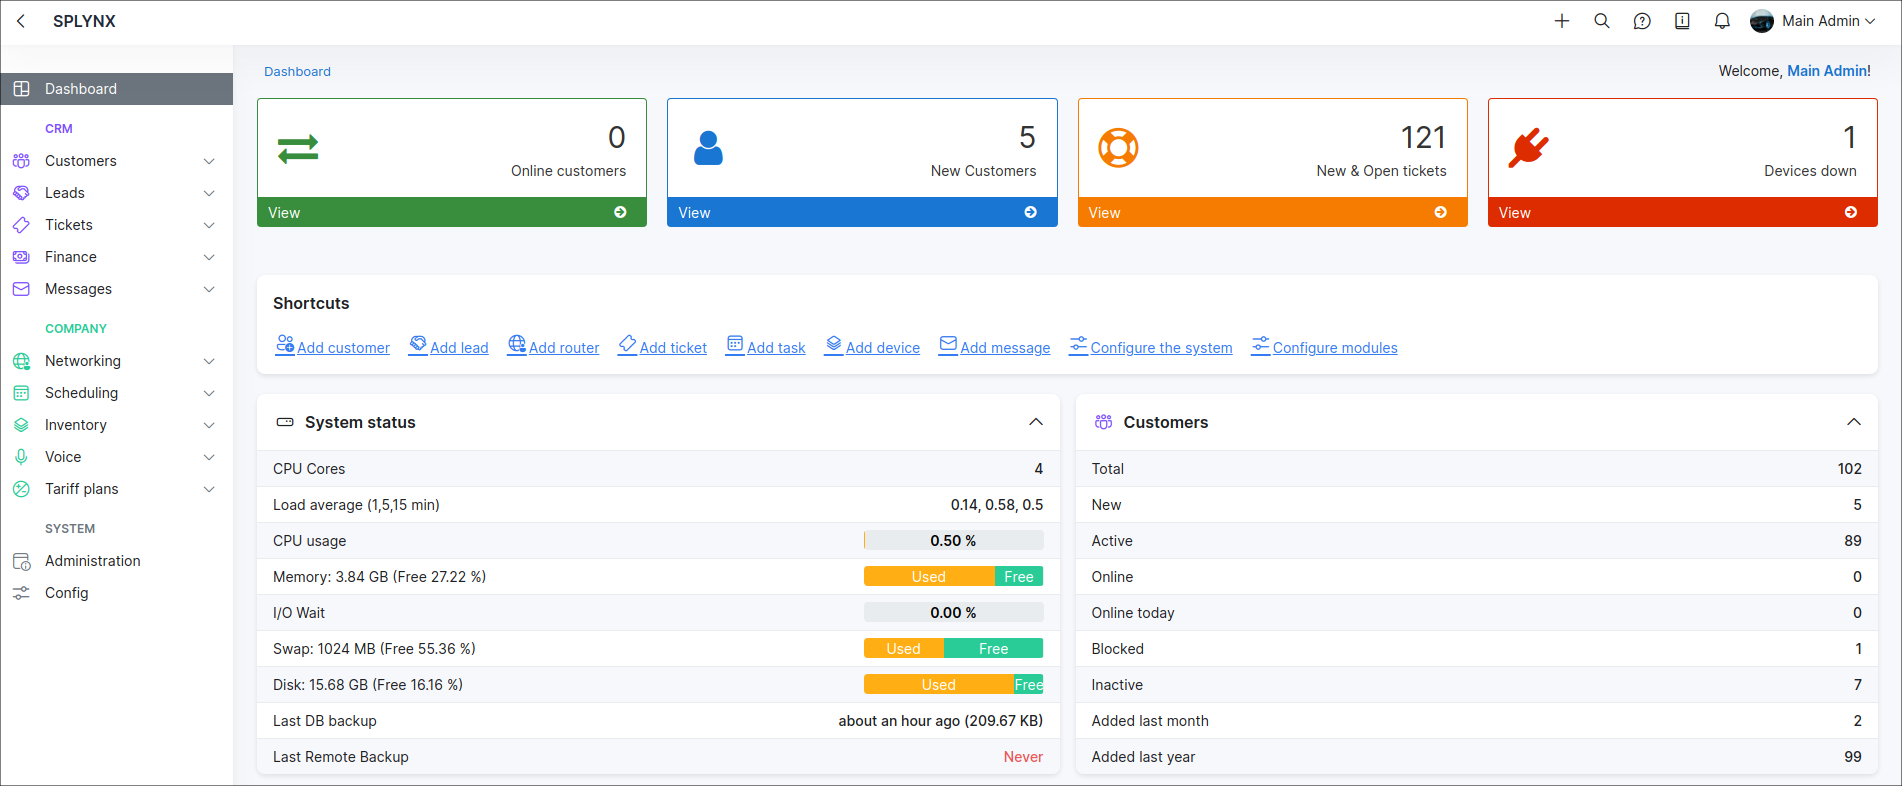 SPLYNX
Main Admin
Dashboard
CRM
Customers
Leads
Tickets
Finance
Messages
COMPANY
Networking
Scheduling
Inventory
Voice
Tariff plans
SYSTEM
Administration
Config
Dashboard
Welcome, Main Admin!
0
Online customers
View
5
New Customers
View
121
New & Open tickets
View
1
Devices down
View
Shortcuts
Add customer Add lead Add router Add ticket Add task Add device Add message Configure the system Configure modules
System status
CPU Cores 4
Load average (1,5,15 min) 0.14, 0.58, 0.5
CPU usage 0.50 %
Memory: 3.84 GB (Free 27.22 %) Used Free
I/O Wait 0.00 %
Swap: 1024 MB (Free 55.36 %) Used Free
Disk: 15.68 GB (Free 16.16 %) Used Free
Last DB backup about an hour ago (209.67 KB)
Last Remote Backup Never
Customers
Total 102
New 5
Active 89
Online 0
Online today 0
Blocked 1
Inactive 7
Added last month 2
Added last year 99